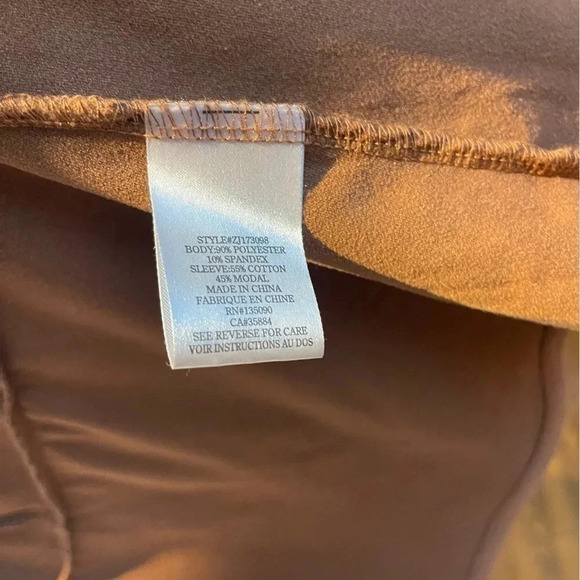 STYLE#ZJ173098
BODY:90% POLYESTER
10% SPANDEX
SLEEVE:55% COTTON
45% MODAL
MADE IN CHINA
FABRIQUE EN CHINE
RN#135090
CA#35884
SEE REVERSE FOR CARE
VOIR INSTRUCTIONS AU DOS